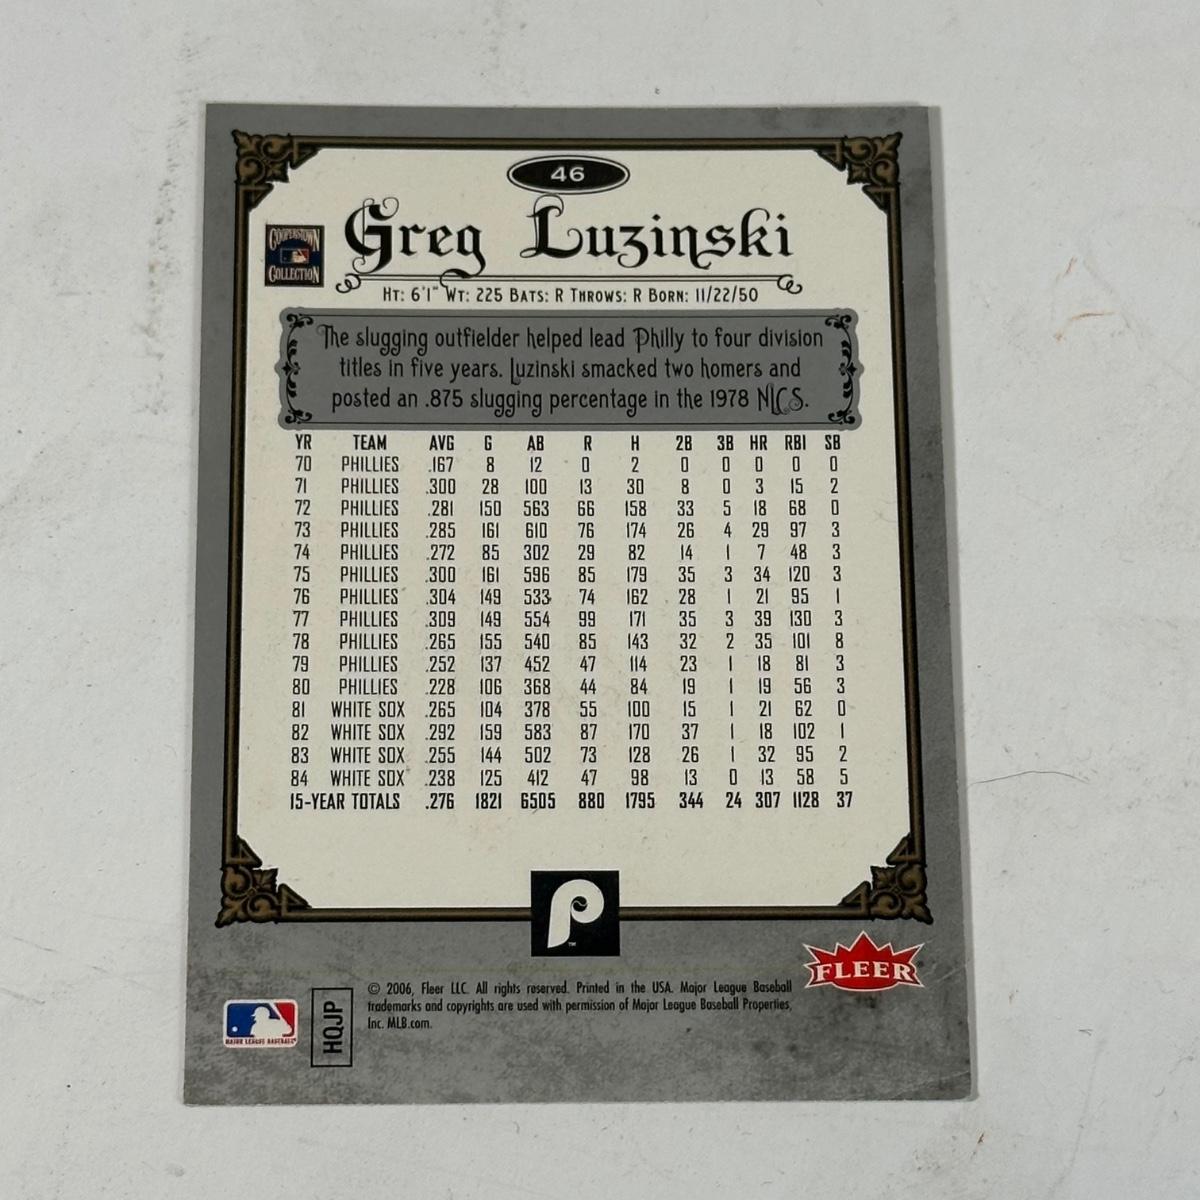 46
Greg Luzinski
COOPERSTOWN
COLLECTION
HT: 6'1" WT: 225 BATS: R THROWS: R BORN: 11/22/50
The slugging outfielder helped lead Philly to four division
titles in five years. Luzinski smacked two homers and
posted an .875 slugging percentage in the 1978 NLCS.
YR TEAM AVG G AB R H 2B 3B HR RBI SB
70 PHILLIES .167 8 12 0 2 0 0 0 0 0
71 PHILLIES .300 28 100 13 30 8 0 3 15 2
72 PHILLIES .281 150 563 66 158 33 5 18 68 0
73 PHILLIES .285 161 610 76 174 26 4 29 97 3
74 PHILLIES .272 85 302 29 82 14 1 7 48 3
75 PHILLIES .300 161 596 85 179 35 3 34 120 3
76 PHILLIES .304 149 533 74 162 28 1 21 95 1
77 PHILLIES .309 149 554 99 171 35 3 39 130 3
78 PHILLIES .265 155 540 85 143 32 2 35 101 8
79 PHILLIES .252 137 452 47 114 23 1 18 81 3
80 PHILLIES .228 106 368 44 84 19 1 19 56 3
81 WHITE SOX .265 104 378 55 100 15 1 21 62 0
82 WHITE SOX .292 159 583 87 170 37 1 18 102 1
83 WHITE SOX .255 144 502 73 128 26 1 32 95 2
84 WHITE SOX .238 125 412 47 98 13 0 13 58 5
15-YEAR TOTALS .276 1821 6505 880 1795 344 24 307 1128 37
P
TM
FLEER
© 2006, Fleer LLC. All rights reserved. Printed in the USA. Major League Baseball
trademarks and copyrights are used with permission of Major League Baseball Properties,
Inc. MLB.com.
MAJOR LEAGUE BASEBALL
HQJP